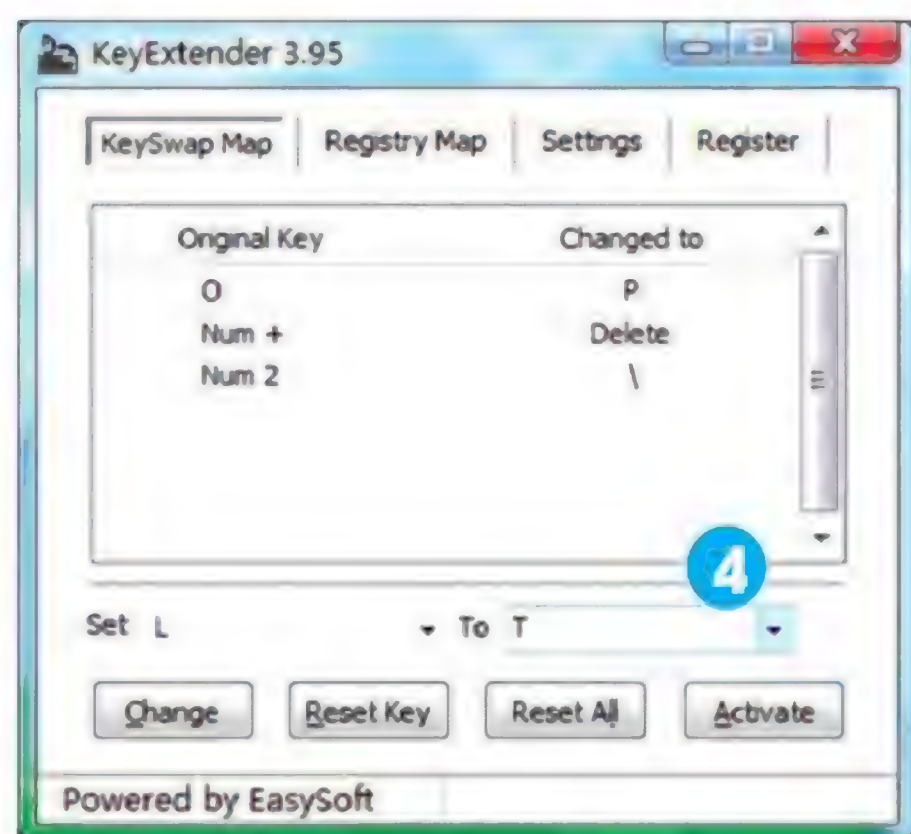 KeyExtender 3.95
KeySwap Map Registry Map Settings Register
Original Key Changed to
O P
Num + Delete
Num 2 \
4
Set L To T
Change Reset Key Reset All Activate
Powered by EasySoft